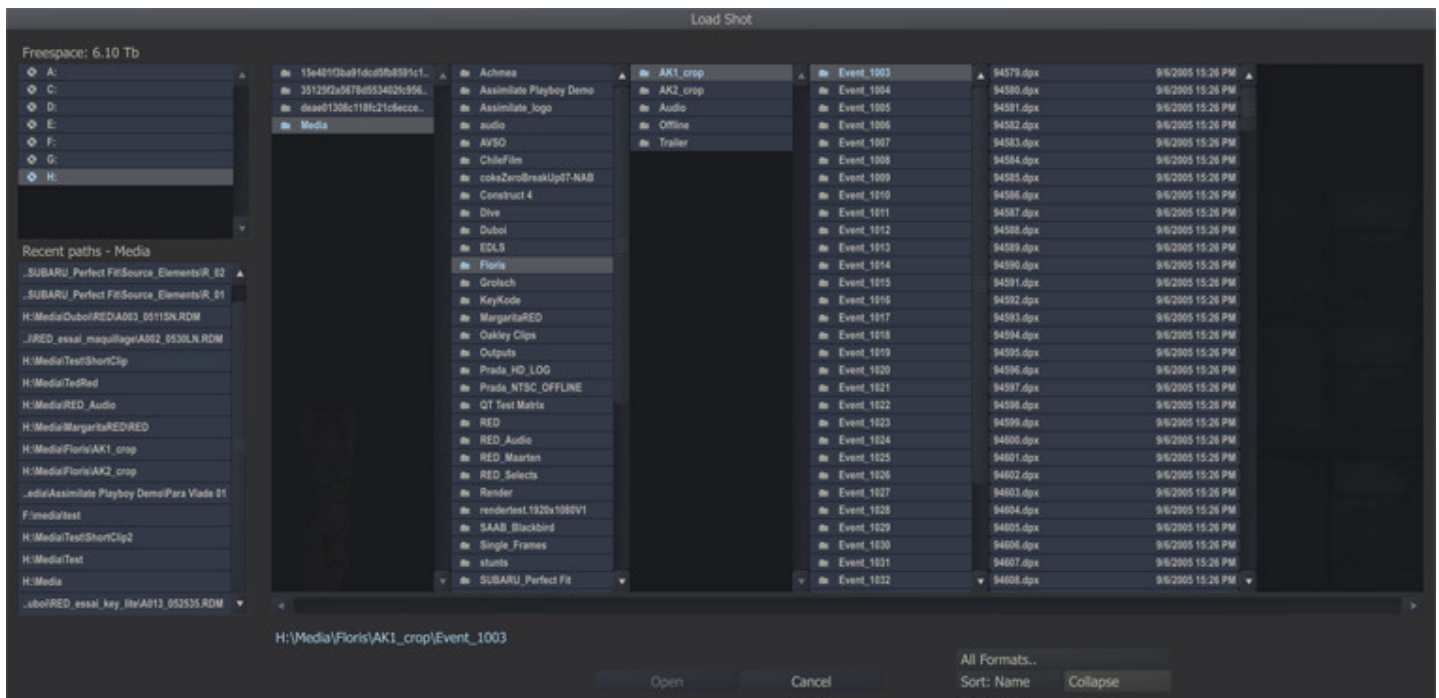 Load Shot
Freespace: 6.10 Tb
A:
C:
D:
E:
F:
G:
H:
Recent paths - Media
..SUBARU_Perfect Fit\Source_Elements\R_02
..SUBARU_Perfect Fit\Source_Elements\R_01
H:\Media\Duboi\RED\A003_0511SN.RDM
..\RED_essai_maquillage\A002_0530LN.RDM
H:\Media\Test\ShortClip
H:\Media\TedRed
H:\Media\RED_Audio
H:\Media\MargaritaRED\RED
H:\Media\Floris\AK1_crop
H:\Media\Floris\AK2_crop
..edia\Assimilate Playboy Demo\Para Vlade 01
F:\media\test
H:\Media\Test\ShortClip2
H:\Media\Test
H:\Media
..uboi\RED_essai_key_lite\A013_052535.RDM
Media
Achmea
Assimilate Playboy Demo
Assimilate_logo
audio
AVSO
ChileFilm
cokeZeroBreakUp07-NAB
Construct 4
Dive
Duboi
EDLS
Floris
Grolsch
KeyKode
MargaritaRED
Oakley Clips
Outputs
Prada_HD_LOG
Prada_NTSC_OFFLINE
QT Test Matrix
RED
RED_Audio
RED_Maarten
RED_Selects
Render
rendertest.1920x1080V1
SAAB_Blackbird
Single_Frames
stunts
SUBARU_Perfect Fit
AK1_crop
AK2_crop
Audio
Offline
Trailer
Event_1003
Event_1004
Event_1005
Event_1006
Event_1007
Event_1008
Event_1009
Event_1010
Event_1011
Event_1012
Event_1013
Event_1014
Event_1015
Event_1016
Event_1017
Event_1018
Event_1019
Event_1020
Event_1021
Event_1022
Event_1023
Event_1024
Event_1025
Event_1026
Event_1027
Event_1028
Event_1029
Event_1030
Event_1031
Event_1032
94579.dpx 9/6/2005 15:26 PM
94580.dpx 9/6/2005 15:26 PM
94581.dpx 9/6/2005 15:26 PM
94582.dpx 9/6/2005 15:26 PM
94583.dpx 9/6/2005 15:26 PM
94584.dpx 9/6/2005 15:26 PM
94585.dpx 9/6/2005 15:26 PM
94586.dpx 9/6/2005 15:26 PM
94587.dpx 9/6/2005 15:26 PM
94588.dpx 9/6/2005 15:26 PM
94589.dpx 9/6/2005 15:26 PM
94590.dpx 9/6/2005 15:26 PM
94591.dpx 9/6/2005 15:26 PM
94592.dpx 9/6/2005 15:26 PM
94593.dpx 9/6/2005 15:26 PM
94594.dpx 9/6/2005 15:26 PM
94595.dpx 9/6/2005 15:26 PM
94596.dpx 9/6/2005 15:26 PM
94597.dpx 9/6/2005 15:26 PM
94598.dpx 9/6/2005 15:26 PM
94599.dpx 9/6/2005 15:26 PM
94600.dpx 9/6/2005 15:26 PM
94601.dpx 9/6/2005 15:26 PM
94602.dpx 9/6/2005 15:26 PM
94603.dpx 9/6/2005 15:26 PM
94604.dpx 9/6/2005 15:26 PM
94605.dpx 9/6/2005 15:26 PM
94606.dpx 9/6/2005 15:26 PM
94607.dpx 9/6/2005 15:26 PM
94608.dpx 9/6/2005 15:26 PM
H:\Media\Floris\AK1_crop\Event_1003
All Formats..
Open
Cancel
Sort: Name
Collapse